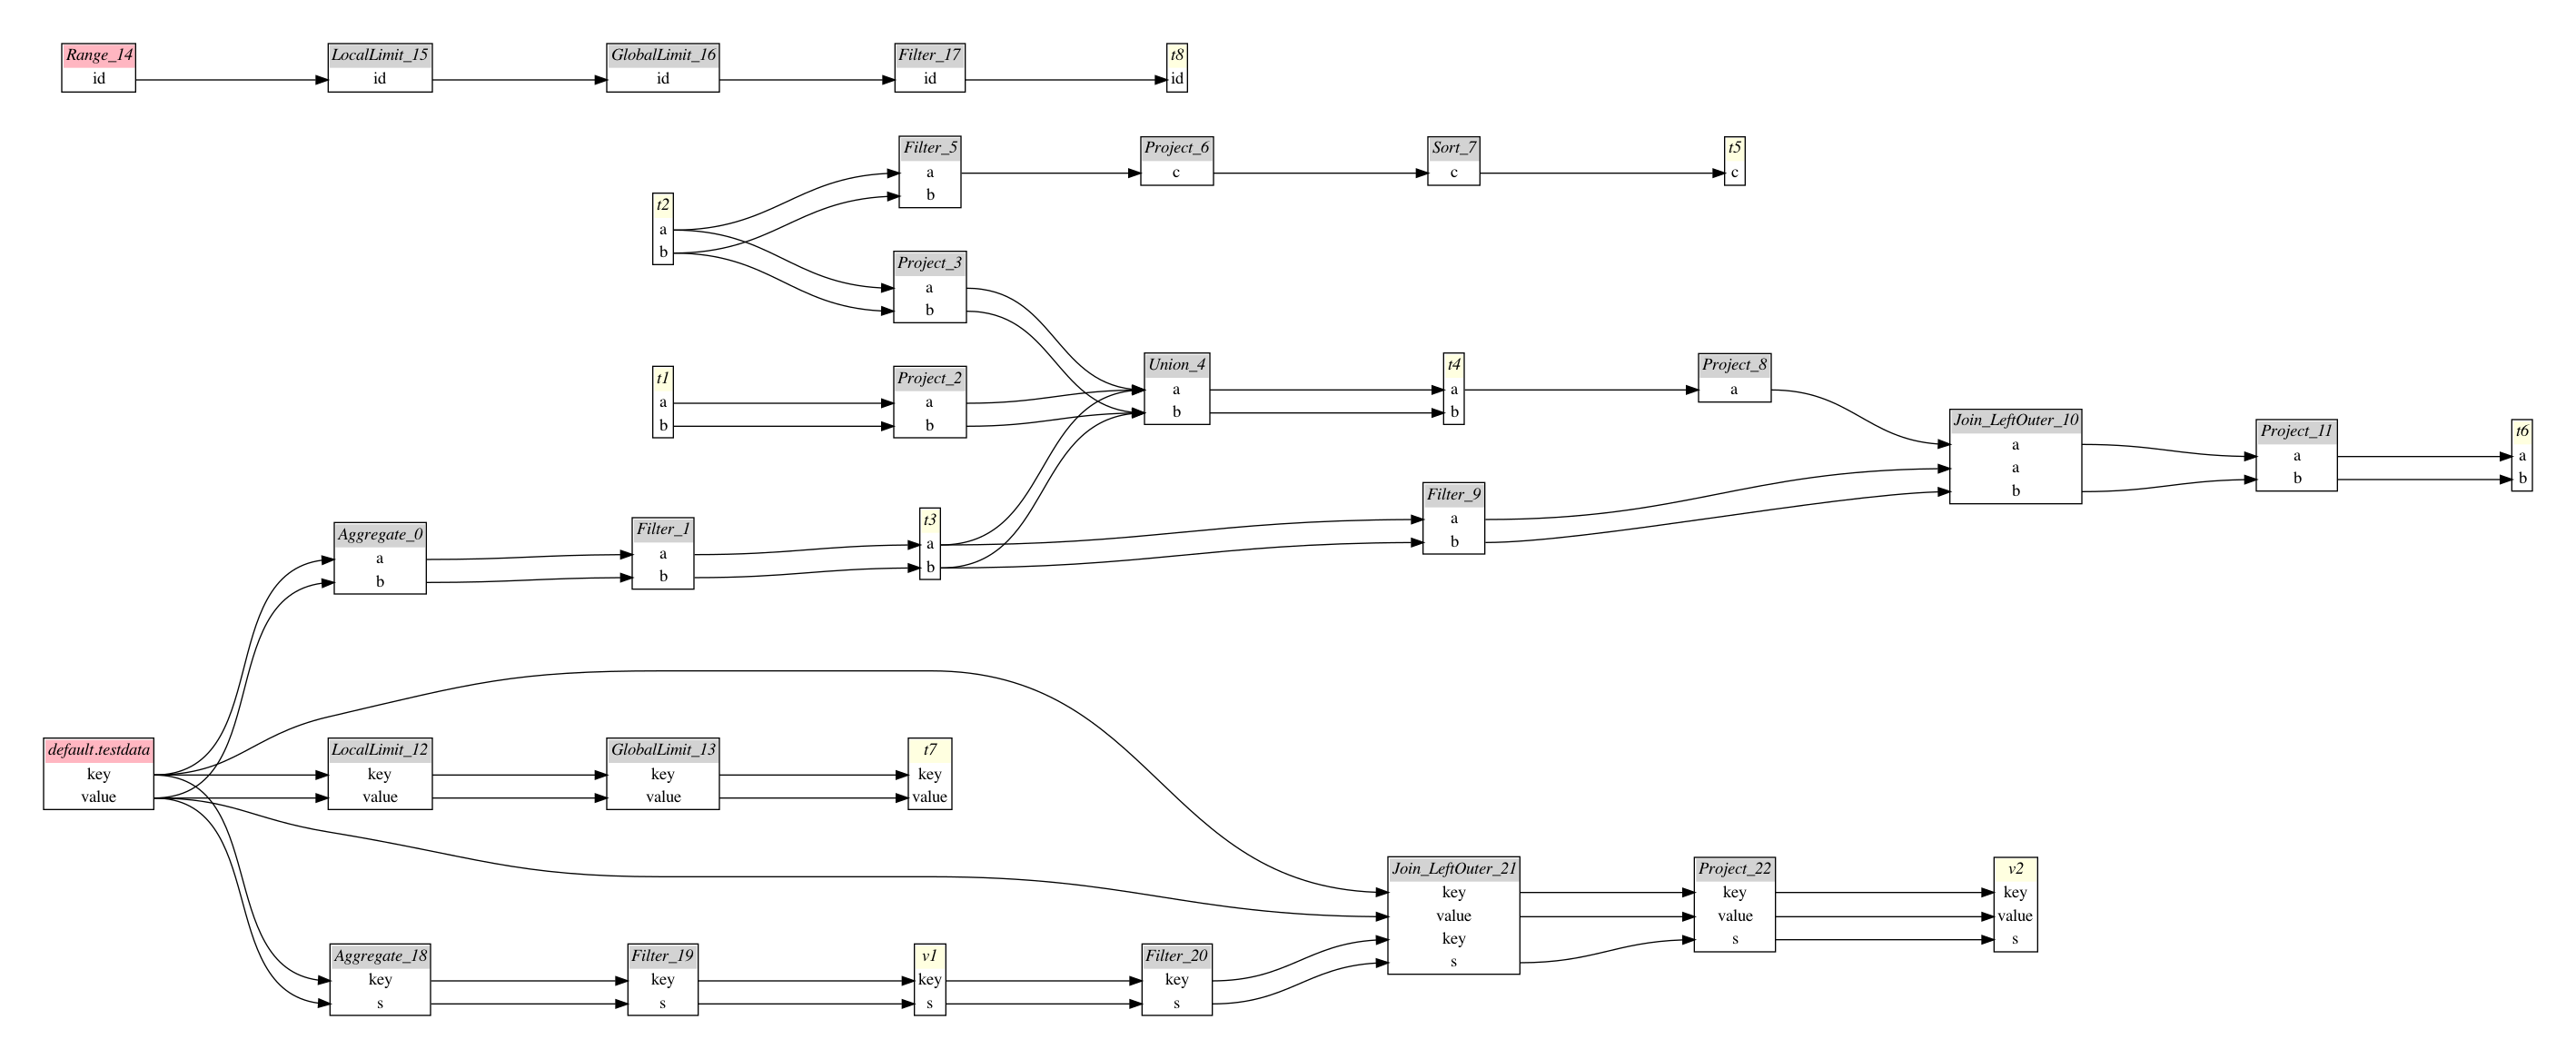 Range_14
id
LocalLimit_15
id
GlobalLimit_16
id
Filter_17
id
t8
id
Filter_5
a
b
Project_6
c
Sort_7
c
t5
c
t2
a
b
Project_3
a
b
t1
a
b
Project_2
a
b
Union_4
a
b
t4
a
b
Project_8
a
Join_LeftOuter_10
a
a
b
Project_11
a
b
t6
a
b
Aggregate_0
a
b
Filter_1
a
b
t3
a
b
Filter_9
a
b
default.testdata
key
value
LocalLimit_12
key
value
GlobalLimit_13
key
value
t7
key
value
Join_LeftOuter_21
key
value
key
s
Project_22
key
value
s
v2
key
value
s
Aggregate_18
key
s
Filter_19
key
s
v1
key
s
Filter_20
key
s